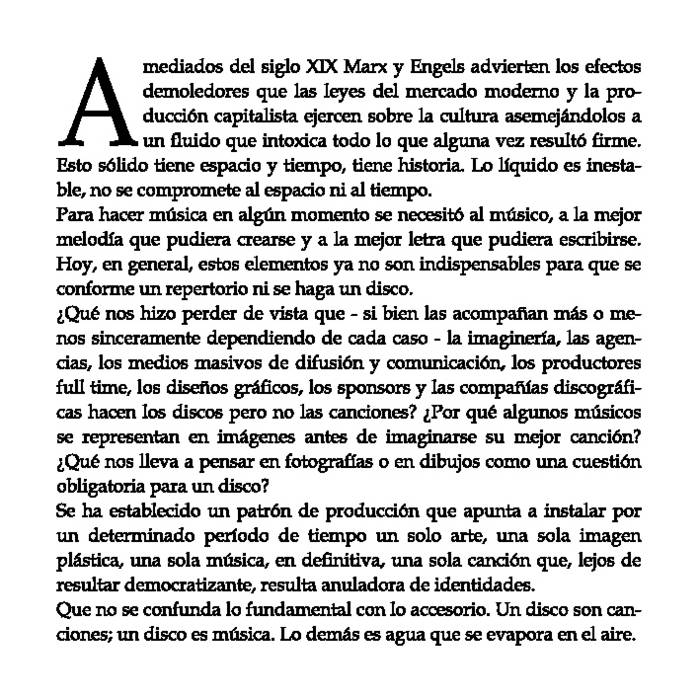 A mediados del siglo XIX Marx y Engels advierten los efectos
demoledores que las leyes del mercado moderno y la pro-
ducción capitalista ejercen sobre la cultura asemejándolos a
un fluido que intoxica todo lo que alguna vez resultó firme.
Esto sólido tiene espacio y tiempo, tiene historia. Lo líquido es inesta-
ble, no se compromete al espacio ni al tiempo.
Para hacer música en algún momento se necesitó al músico, a la mejor
melodía que pudiera crearse y a la mejor letra que pudiera escribirse.
Hoy, en general, estos elementos ya no son indispensables para que se
conforme un repertorio ni se haga un disco.
¿Qué nos hizo perder de vista que - si bien las acompañan más o me-
nos sinceramente dependiendo de cada caso - la imaginería, las agen-
cias, los medios masivos de difusión y comunicación, los productores
full time, los diseños gráficos, los sponsors y las compañías discográfi-
cas hacen los discos pero no las canciones? ¿Por qué algunos músicos
se representan en imágenes antes de imaginarse su mejor canción?
¿Qué nos lleva a pensar en fotografías o en dibujos como una cuestión
obligatoria para un disco?
Se ha establecido un patrón de producción que apunta a instalar por
un determinado período de tiempo un solo arte, una sola imagen
plástica, una sola música, en definitiva, una sola canción que, lejos de
resultar democratizante, resulta anuladora de identidades.
Que no se confunda lo fundamental con lo accesorio. Un disco son can-
ciones; un disco es música. Lo demás es agua que se evapora en el aire.